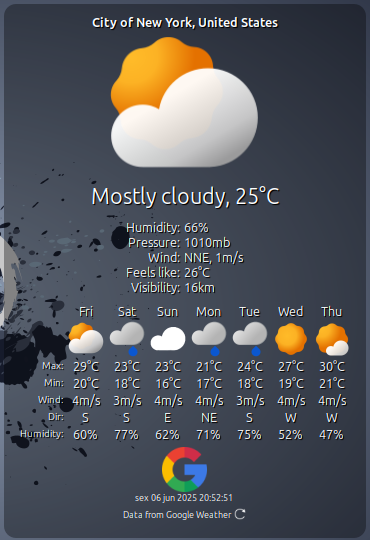 City of New York, United States
Mostly cloudy, 25°C
Humidity: 66%
Pressure: 1010mb
Wind: NNE, 1m/s
Feels like: 26°C
Visibility: 16km
Fri Sat Sun Mon Tue Wed Thu
Max: 29°C 23°C 23°C 21°C 24°C 27°C 30°C
Min: 20°C 18°C 16°C 17°C 18°C 19°C 21°C
Wind: 4m/s 3m/s 4m/s 4m/s 3m/s 4m/s 4m/s
Dir: S S E NE S W W
Humidity: 60% 77% 62% 71% 75% 52% 47%
sex 06 jun 2025 20:52:51
Data from Google Weather